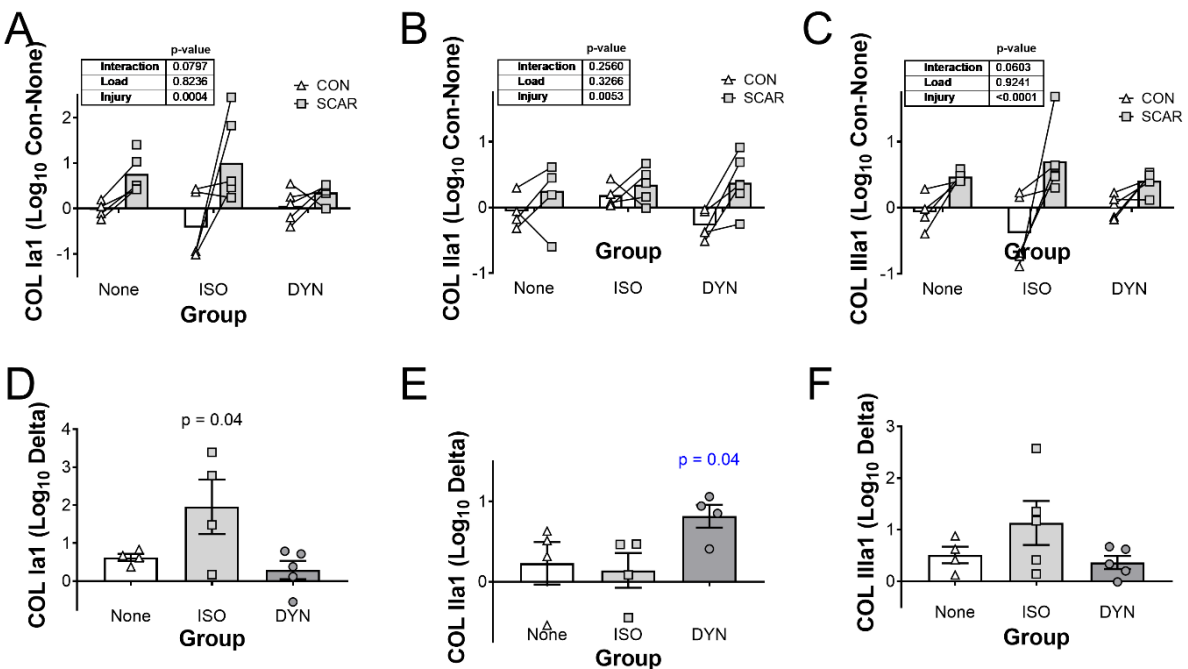 A
COL Ia1 (Log10 Con-None)
p-value
Interaction 0.0797
Load 0.8236
Injury 0.0004
CON
SCAR
2
1
0
-1
None ISO DYN
Group
B
COL IIa1 (Log10 Con-None)
p-value
Interaction 0.2560
Load 0.3266
Injury 0.0053
CON
SCAR
1
0
-1
Group
None ISO DYN
C
COL IIIa1 (Log10 Con-None)
p-value
Interaction 0.0603
Load 0.9241
Injury <0.0001
CON
SCAR
1
0
-1
Group
None ISO DYN
D
COL Ia1 (Log10 Delta)
p = 0.04
4
3
2
1
0
None ISO DYN
Group
E
COL IIa1 (Log10 Delta)
p = 0.04
1
0
None ISO DYN
Group
F
COL IIIa1 (Log10 Delta)
3
2
1
0
None ISO DYN
Group